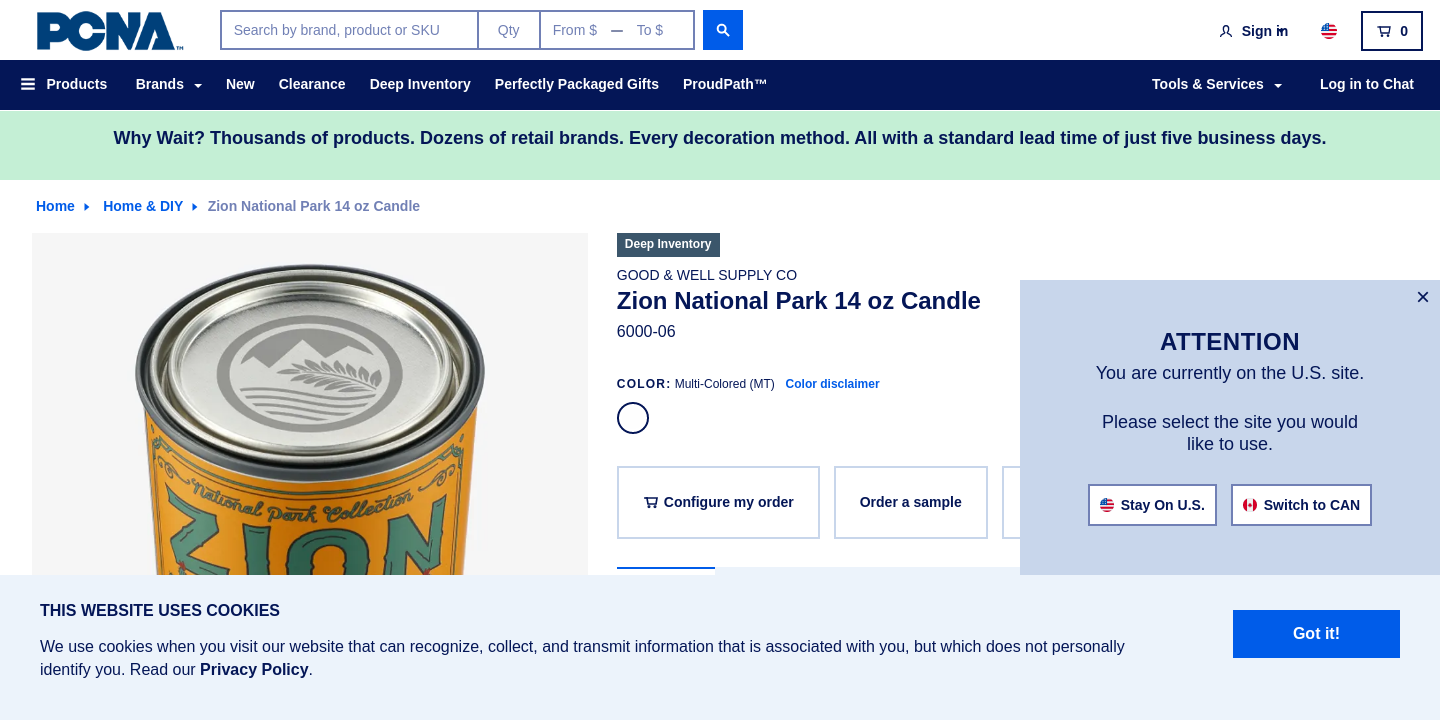 PCNA™
Search by brand, product or SKU
Qty
From $ — To $
Sign in
0
Products
Brands
New
Clearance
Deep Inventory
Perfectly Packaged Gifts
ProudPath™
Tools & Services
Log in to Chat
Why Wait? Thousands of products. Dozens of retail brands. Every decoration method. All with a standard lead time of just five business days.
Home
Home & DIY
Zion National Park 14 oz Candle
National Park Collection
ZION
Deep Inventory
GOOD & WELL SUPPLY CO
Zion National Park 14 oz Candle
6000-06
COLOR: Multi-Colored (MT) Color disclaimer
Configure my order
Order a sample
×
ATTENTION
You are currently on the U.S. site.
Please select the site you would
like to use.
Stay On U.S.
Switch to CAN
THIS WEBSITE USES COOKIES
We use cookies when you visit our website that can recognize, collect, and transmit information that is associated with you, but which does not personally
identify you. Read our Privacy Policy.
Got it!